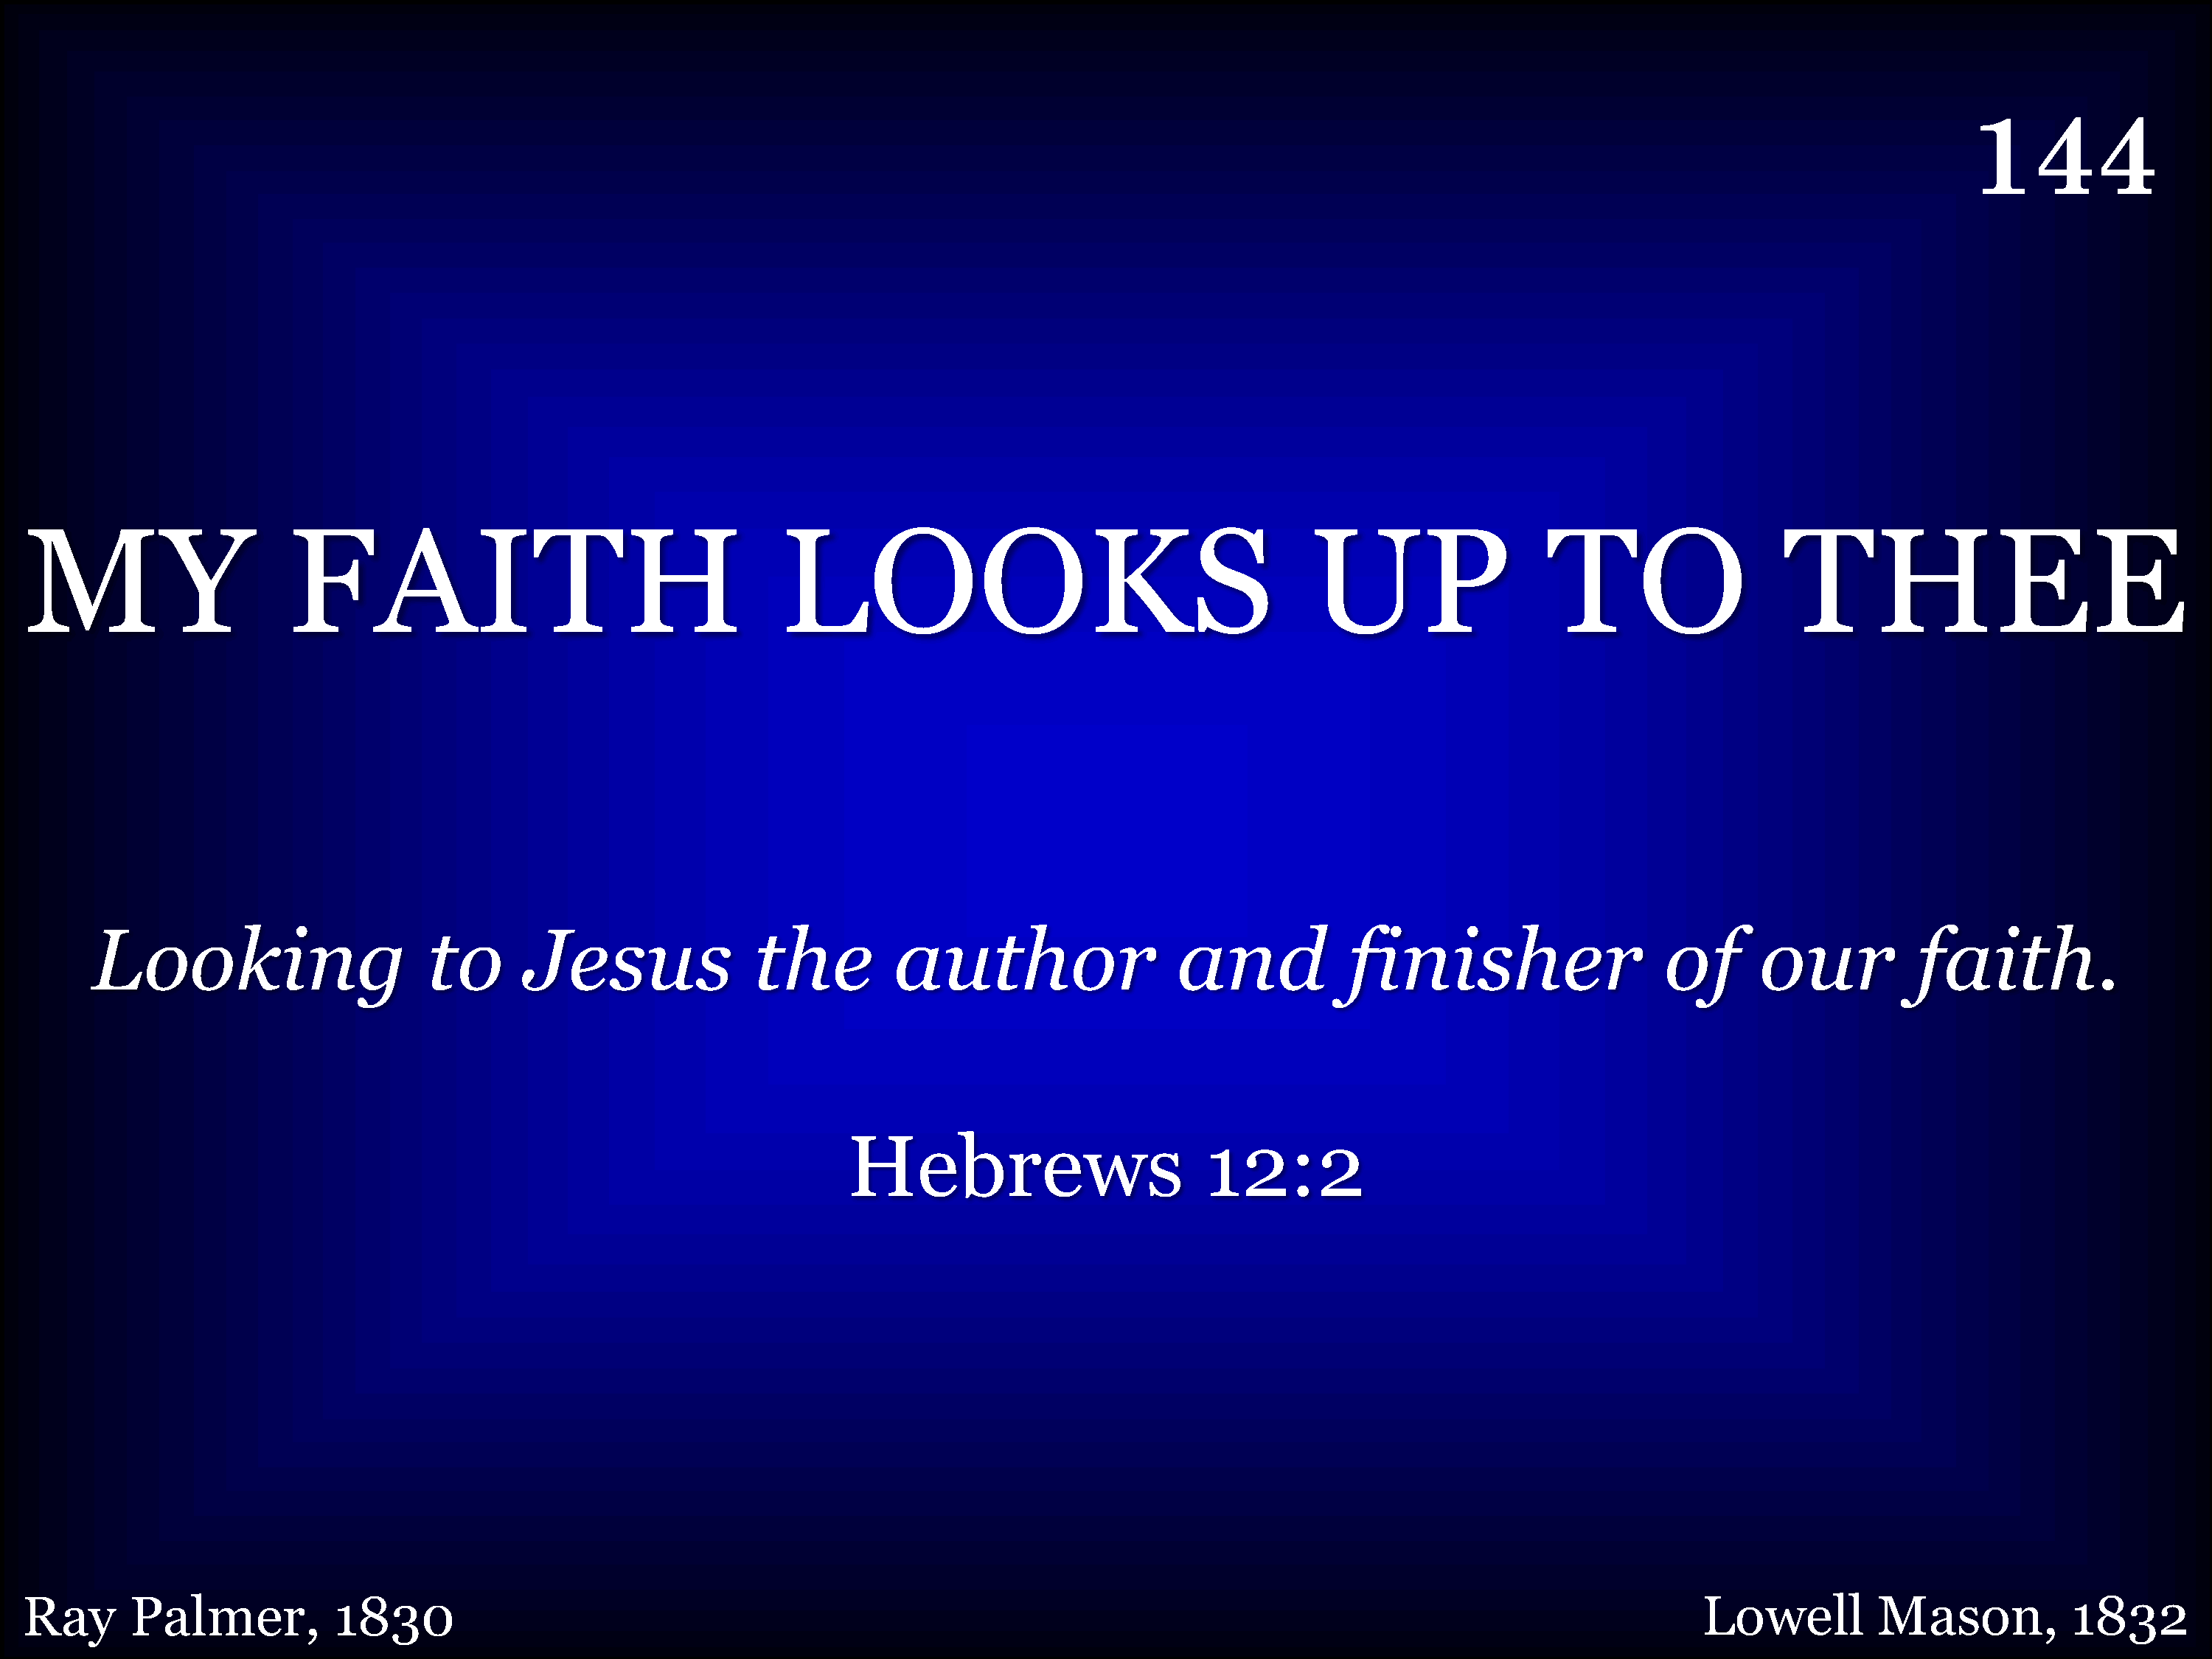 144
MY FAITH LOOKS UP TO THEE
Looking to Jesus the author and finisher of our faith.
Hebrews 12:2
Ray Palmer, 1830
Lowell Mason, 1832